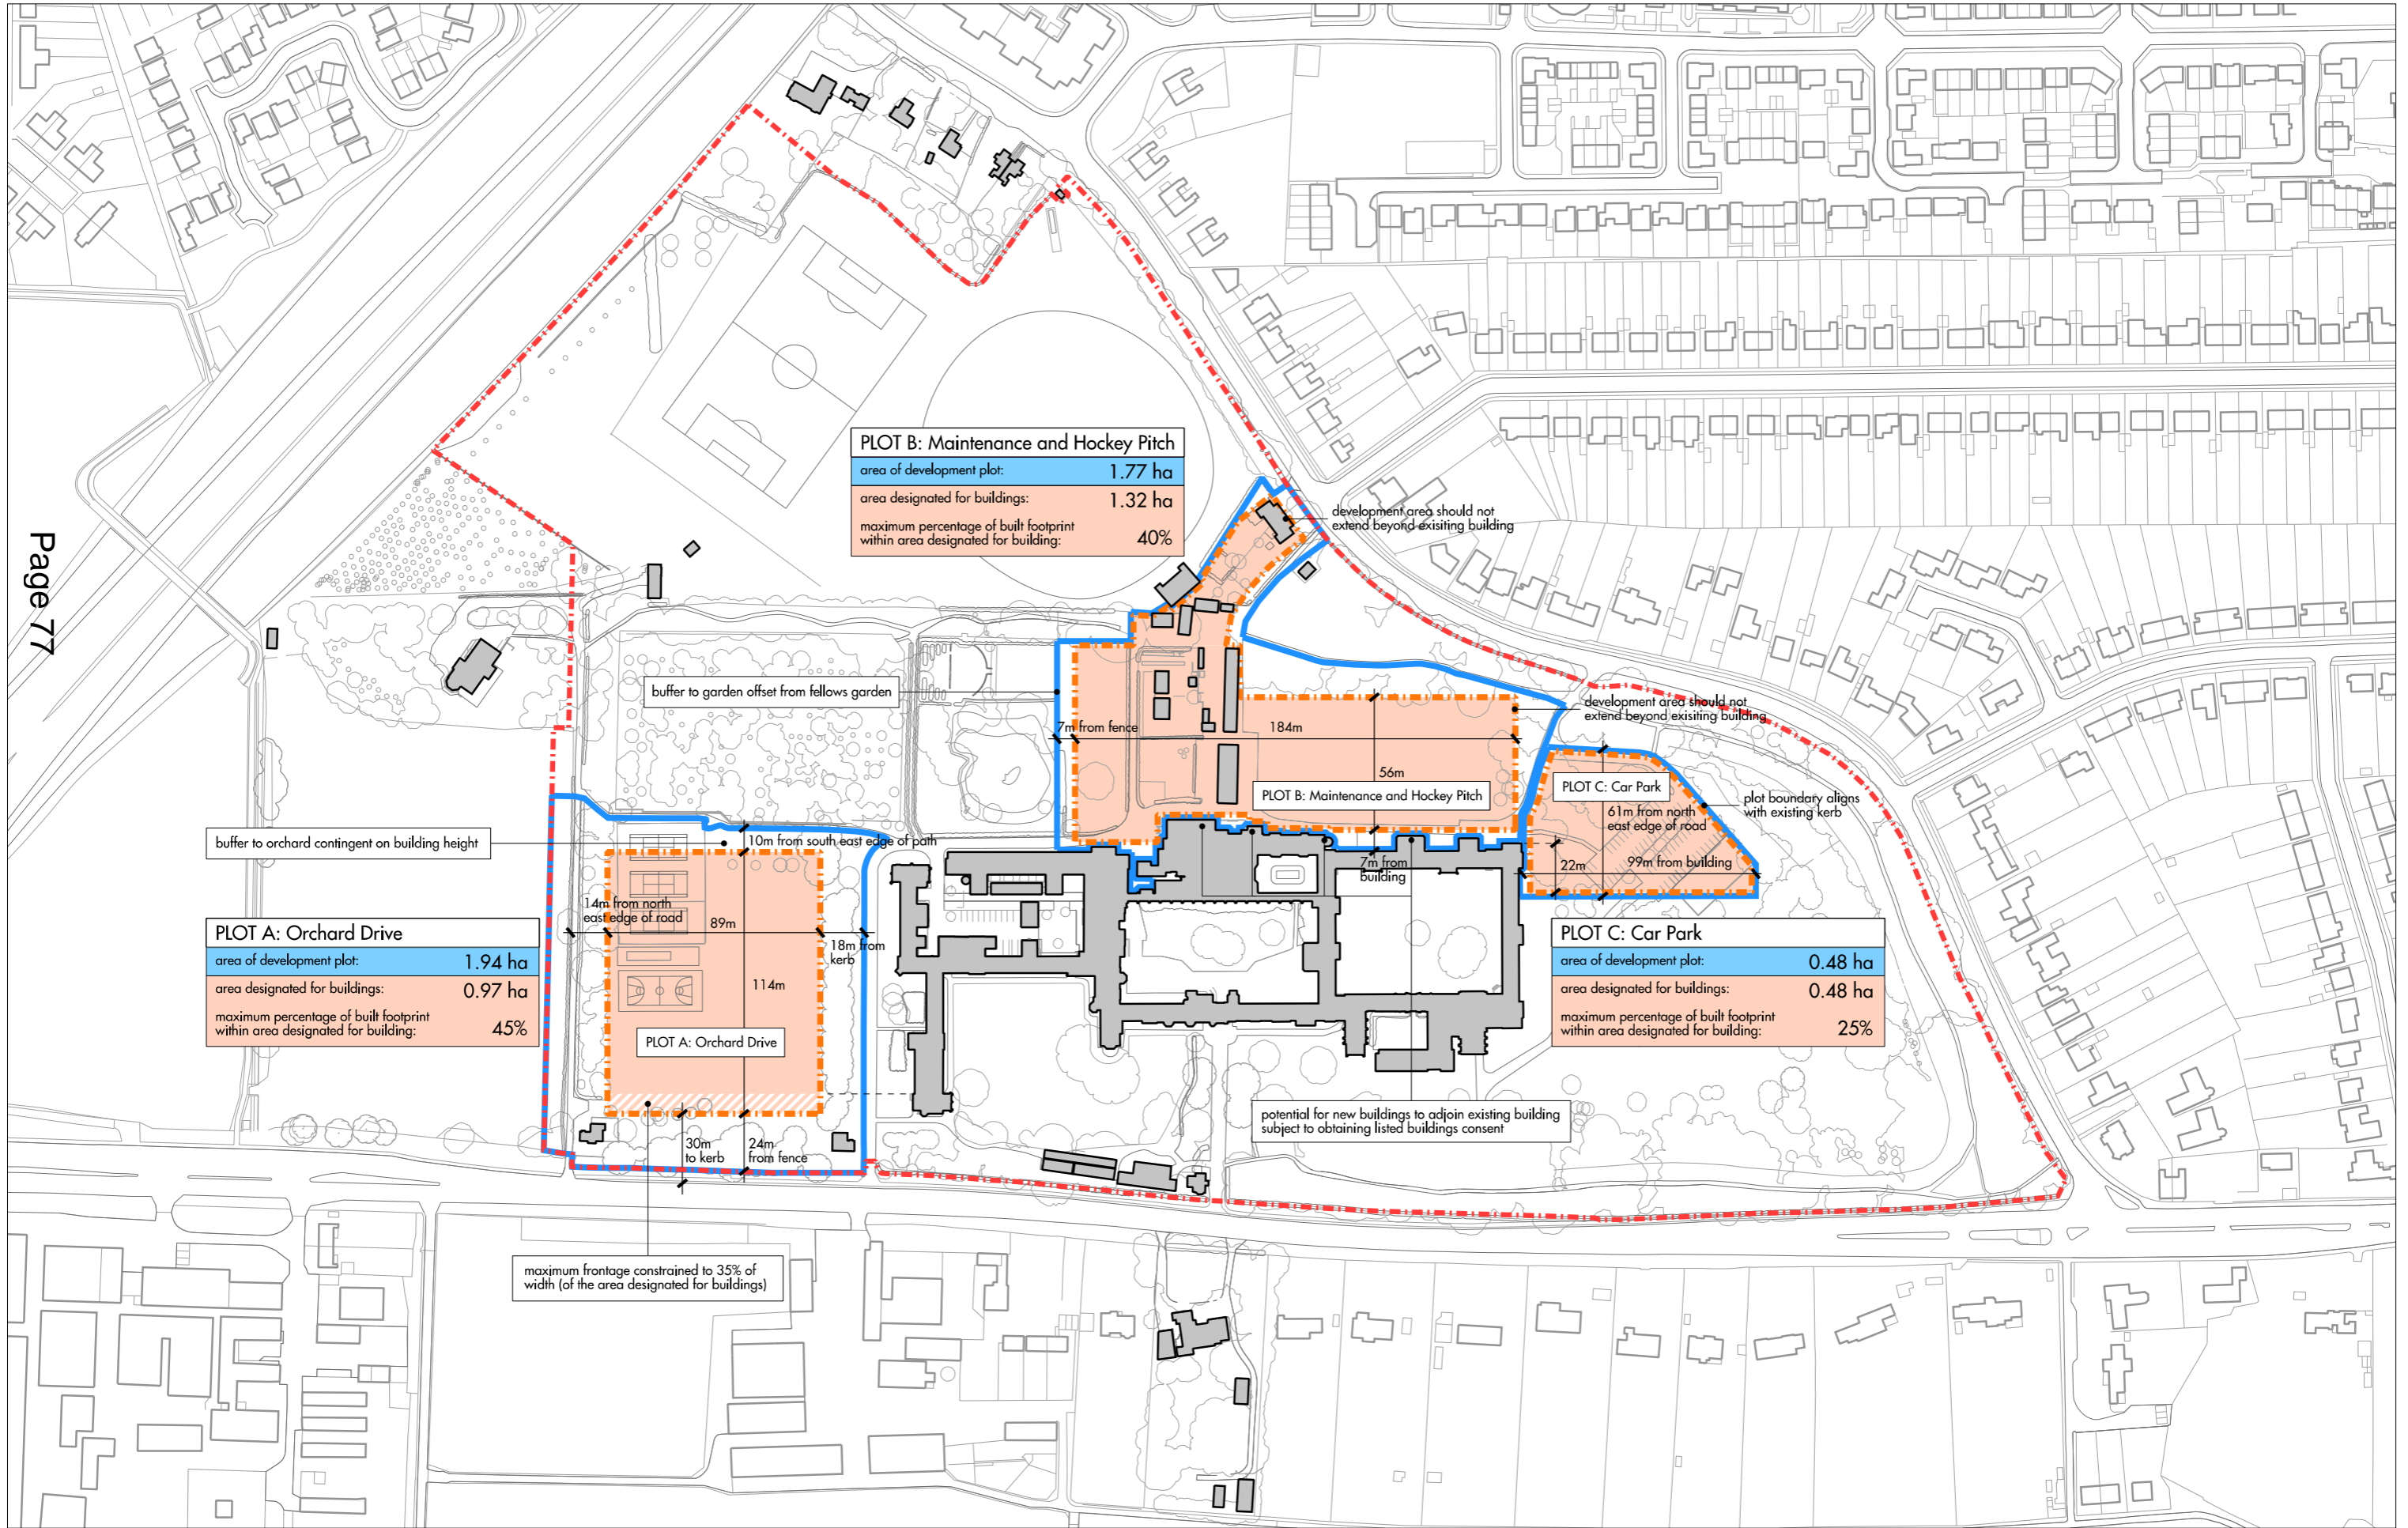 Page 77
PLOT B: Maintenance and Hockey Pitch
area of development plot: 1.77 ha
area designated for buildings: 1.32 ha
maximum percentage of built footprint
within area designated for building: 40%
development area should not
extend beyond exisiting building
buffer to garden offset from fellows garden
7m from fence
184m
56m
PLOT B: Maintenance and Hockey Pitch
development area should not
extend beyond exisiting building
PLOT C: Car Park
61m from north
east edge of road
plot boundary aligns
with existing kerb
22m
99m from building
7m from
building
buffer to orchard contingent on building height
10m from south east edge of path
14m from north
east edge of road
89m
18m from
kerb
114m
PLOT A: Orchard Drive
PLOT A: Orchard Drive
area of development plot: 1.94 ha
area designated for buildings: 0.97 ha
maximum percentage of built footprint
within area designated for building: 45%
PLOT C: Car Park
area of development plot: 0.48 ha
area designated for buildings: 0.48 ha
maximum percentage of built footprint
within area designated for building: 25%
30m
to kerb
24m
from fence
potential for new buildings to adjoin existing building
subject to obtaining listed buildings consent
maximum frontage constrained to 35% of
width (of the area designated for buildings)